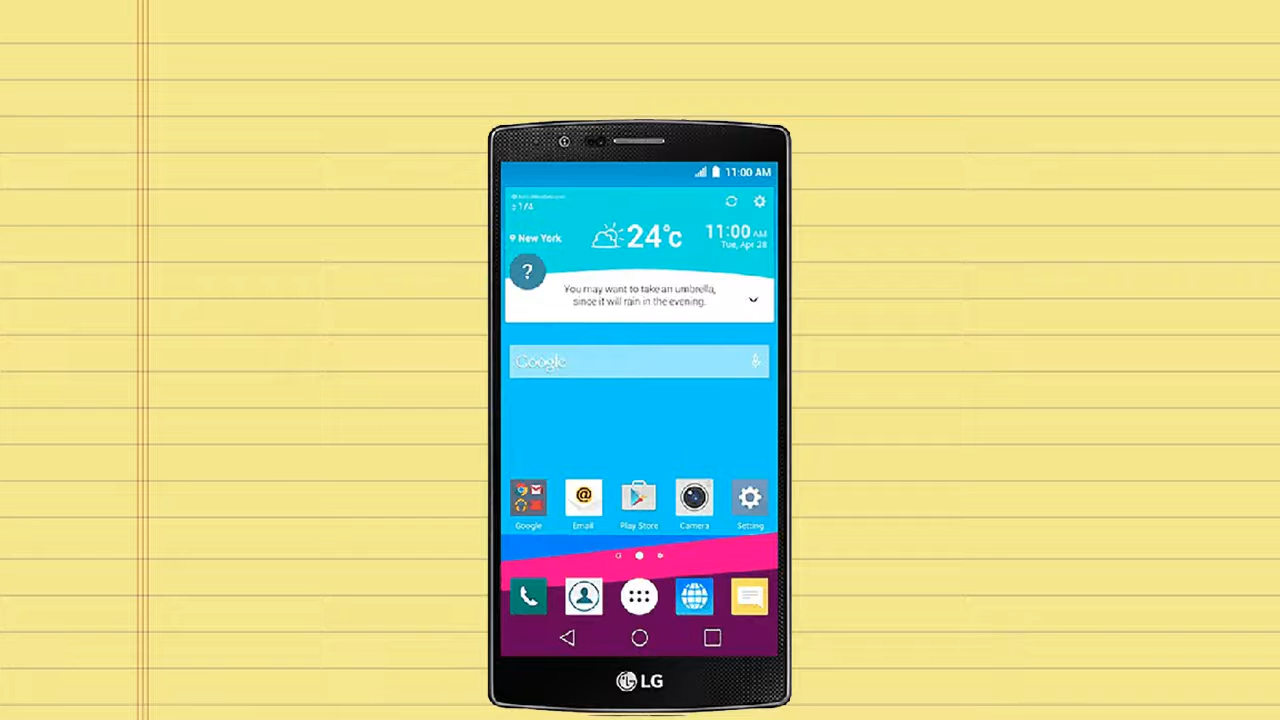 11:00 AM
1/4
New York
24°C
11:00 AM
Tue, Apr 28
?
You may want to take an umbrella,
since it will rain in the evening.
Google
Google
Email
Play Store
Camera
Setting
LG